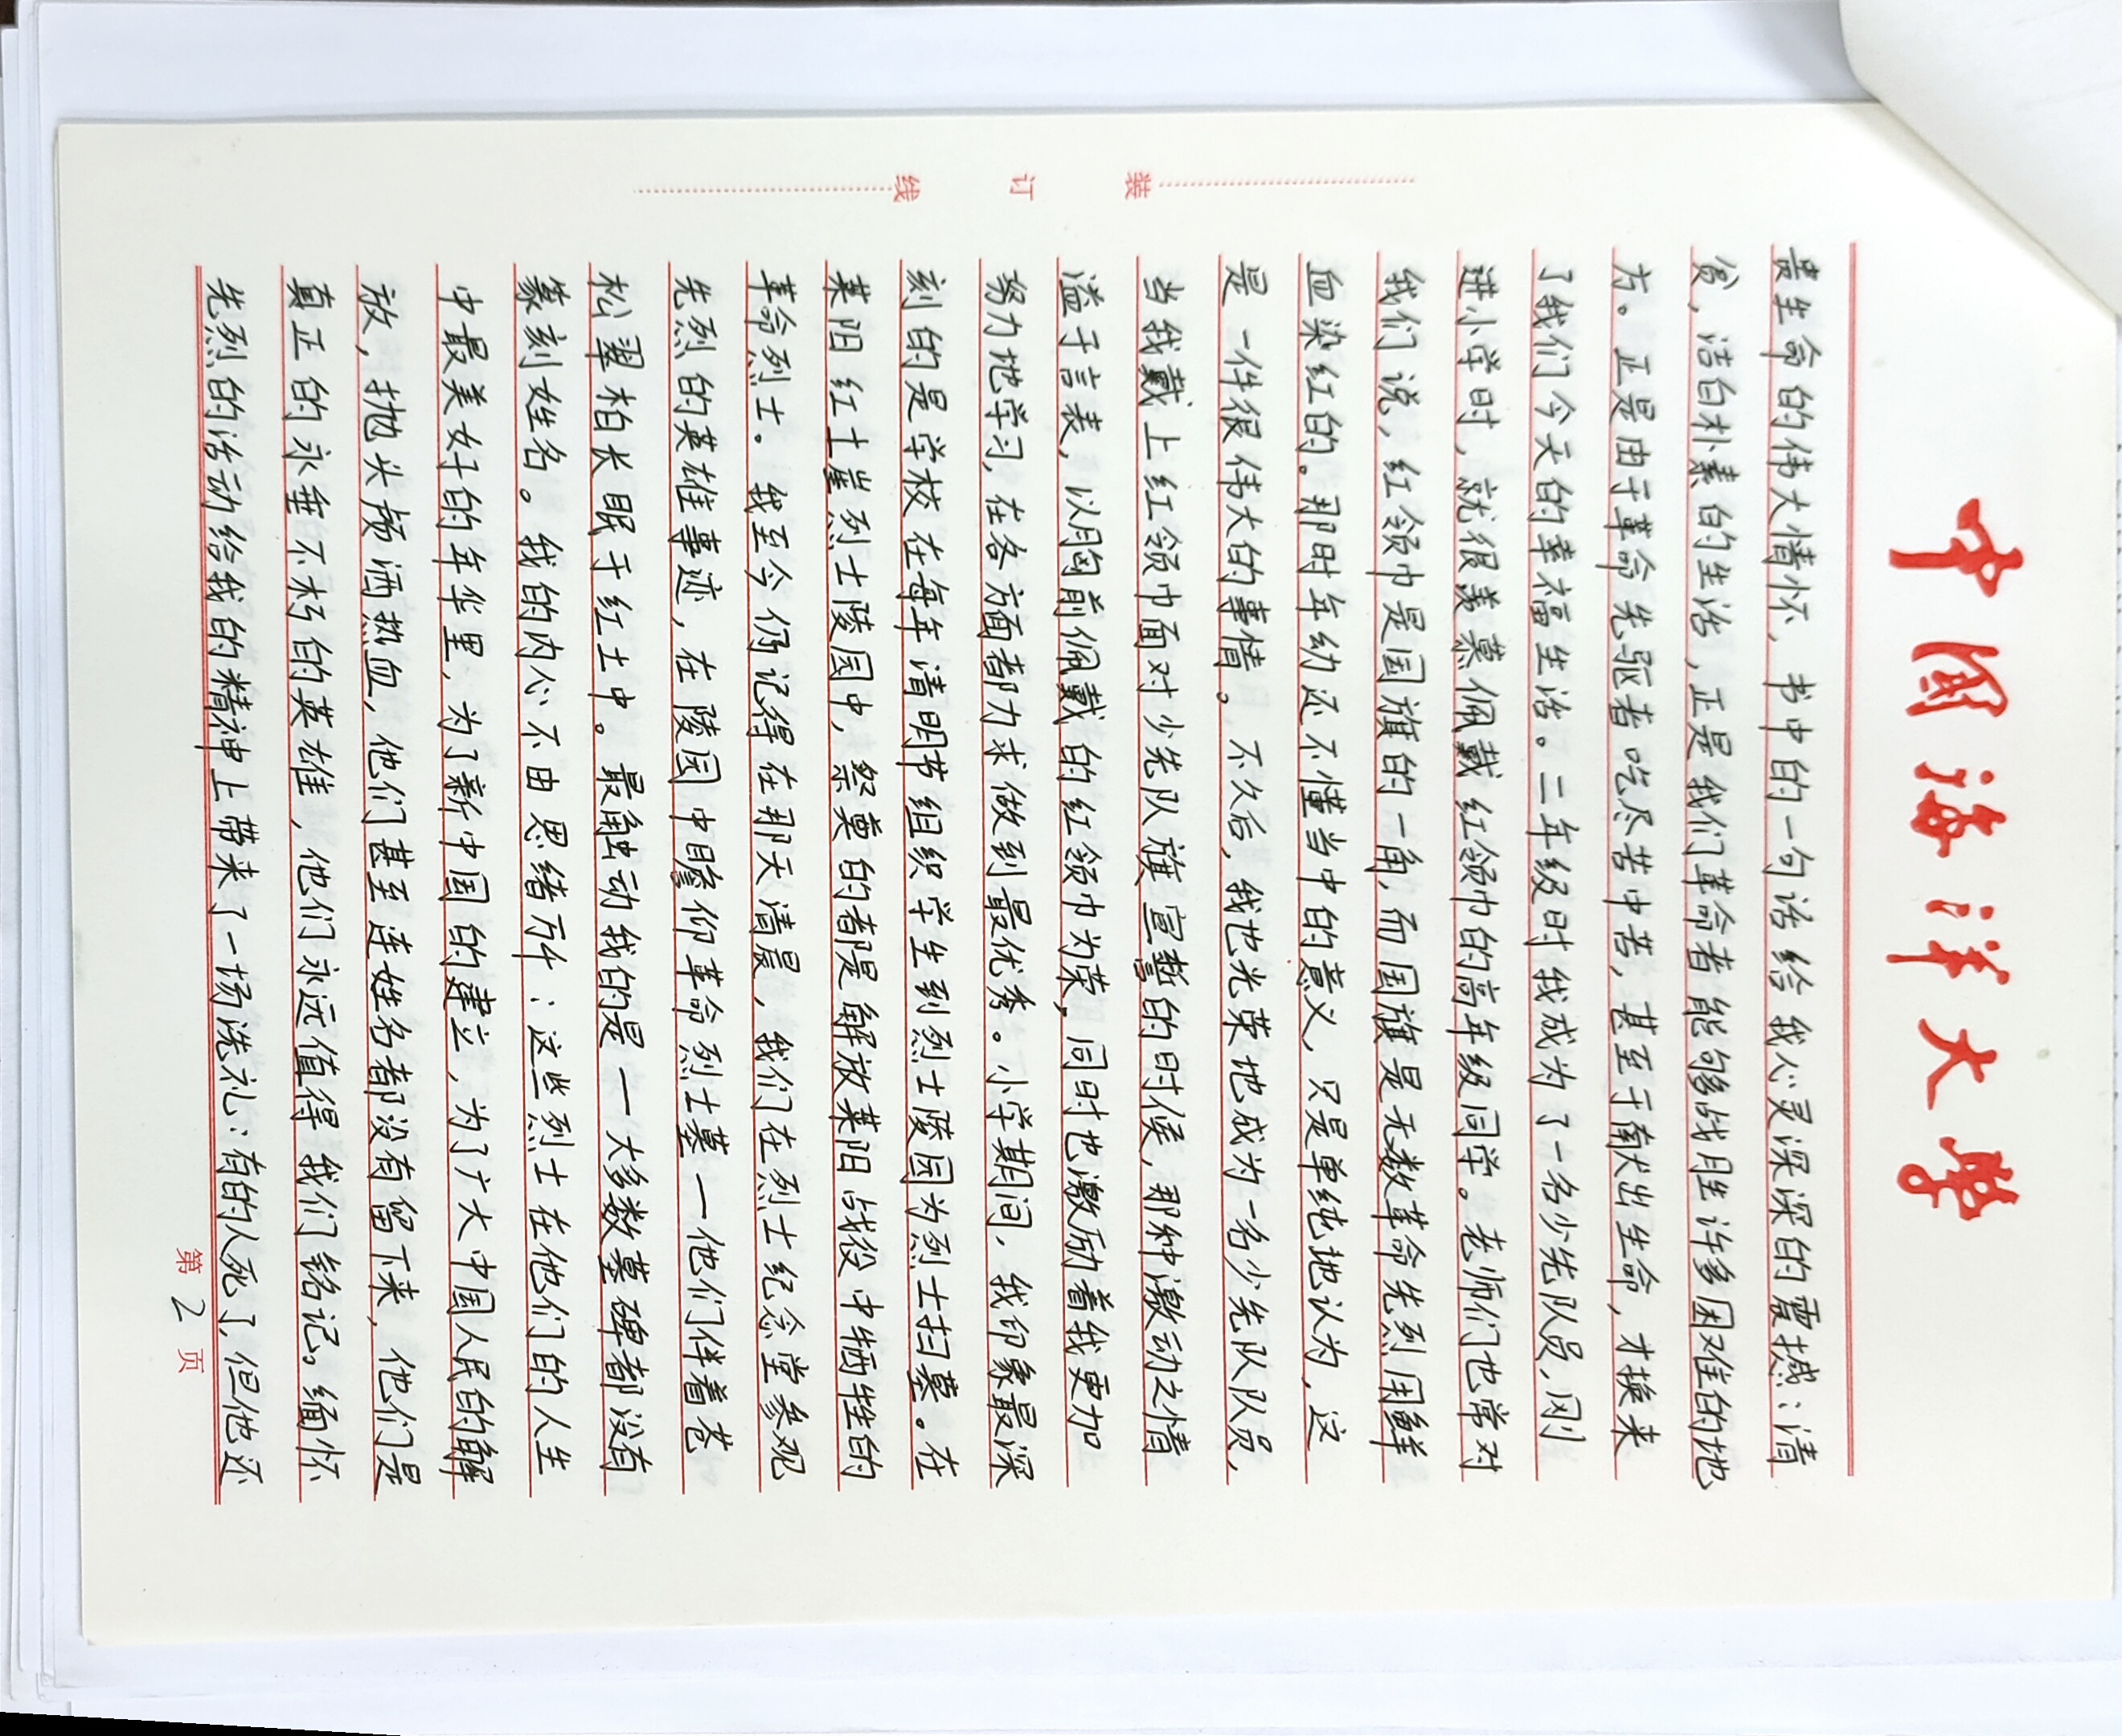 中国海洋大学
贵生命的伟大情怀，书中的一句话给我心灵深深的震撼：清
贫，洁白朴素的生活，正是我们革命者能够战胜许多困难的地
方。正是由于革命先驱者吃尽苦中苦，甚至于献出生命，才换来
了我们今天的幸福生活。二年级时我成为了一名少先队员，刚
进小学时，就很羡慕佩戴红领巾的高年级同学。老师们也常对
我们说，红领巾是国旗的一角，而国旗是无数革命先烈用鲜
血染红的。那时年幼还不懂当中的意义，只是单纯地认为，这
是一件很伟大的事情。不久后，我也光荣地成为一名少先队队员，
当我戴上红领巾面对少先队旗宣誓的时候，那种激动之情
溢于言表，以胸前佩戴的红领巾为荣，同时也激励着我更加
努力地学习，在各方面都力求做到最优秀。小学期间，我印象最深
刻的是学校在每年清明节组织学生到烈士陵园为烈士扫墓。在
莱阳红土崖烈士陵园中，祭奠的都是解放莱阳战役中牺牲的
革命烈士。我至今仍记得在那天清晨，我们在烈士纪念堂参观
先烈的英雄事迹，在陵园中瞻仰革命烈士墓—他们伴着苍
松翠柏长眠于红土中。最触动我的是—大多数墓碑都没有
篆刻姓名。我的内心不由思绪万千：这些烈士在他们的人生
中最美好的年华里，为了新中国的建立，为了广大中国人民的解
放，抛头颅洒热血，他们甚至连姓名都没有留下来，他们是
真正的永垂不朽的英雄，他们永远值得我们铭记。缅怀
先烈的活动给我的精神上带来了一场洗礼：有的人死了，但他还
第2页
装
订
线